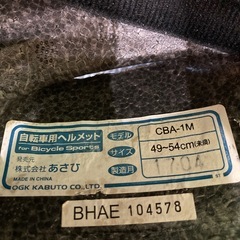 自転車用ヘルメット
for Bicycle Sports
発売元
株式会社 あさひ
MADE IN CHINA
OGK KABUTO CO.,LTD.
モデル CBA-1M
サイズ 49~54cm(未満)
製造月
BHAE 104578